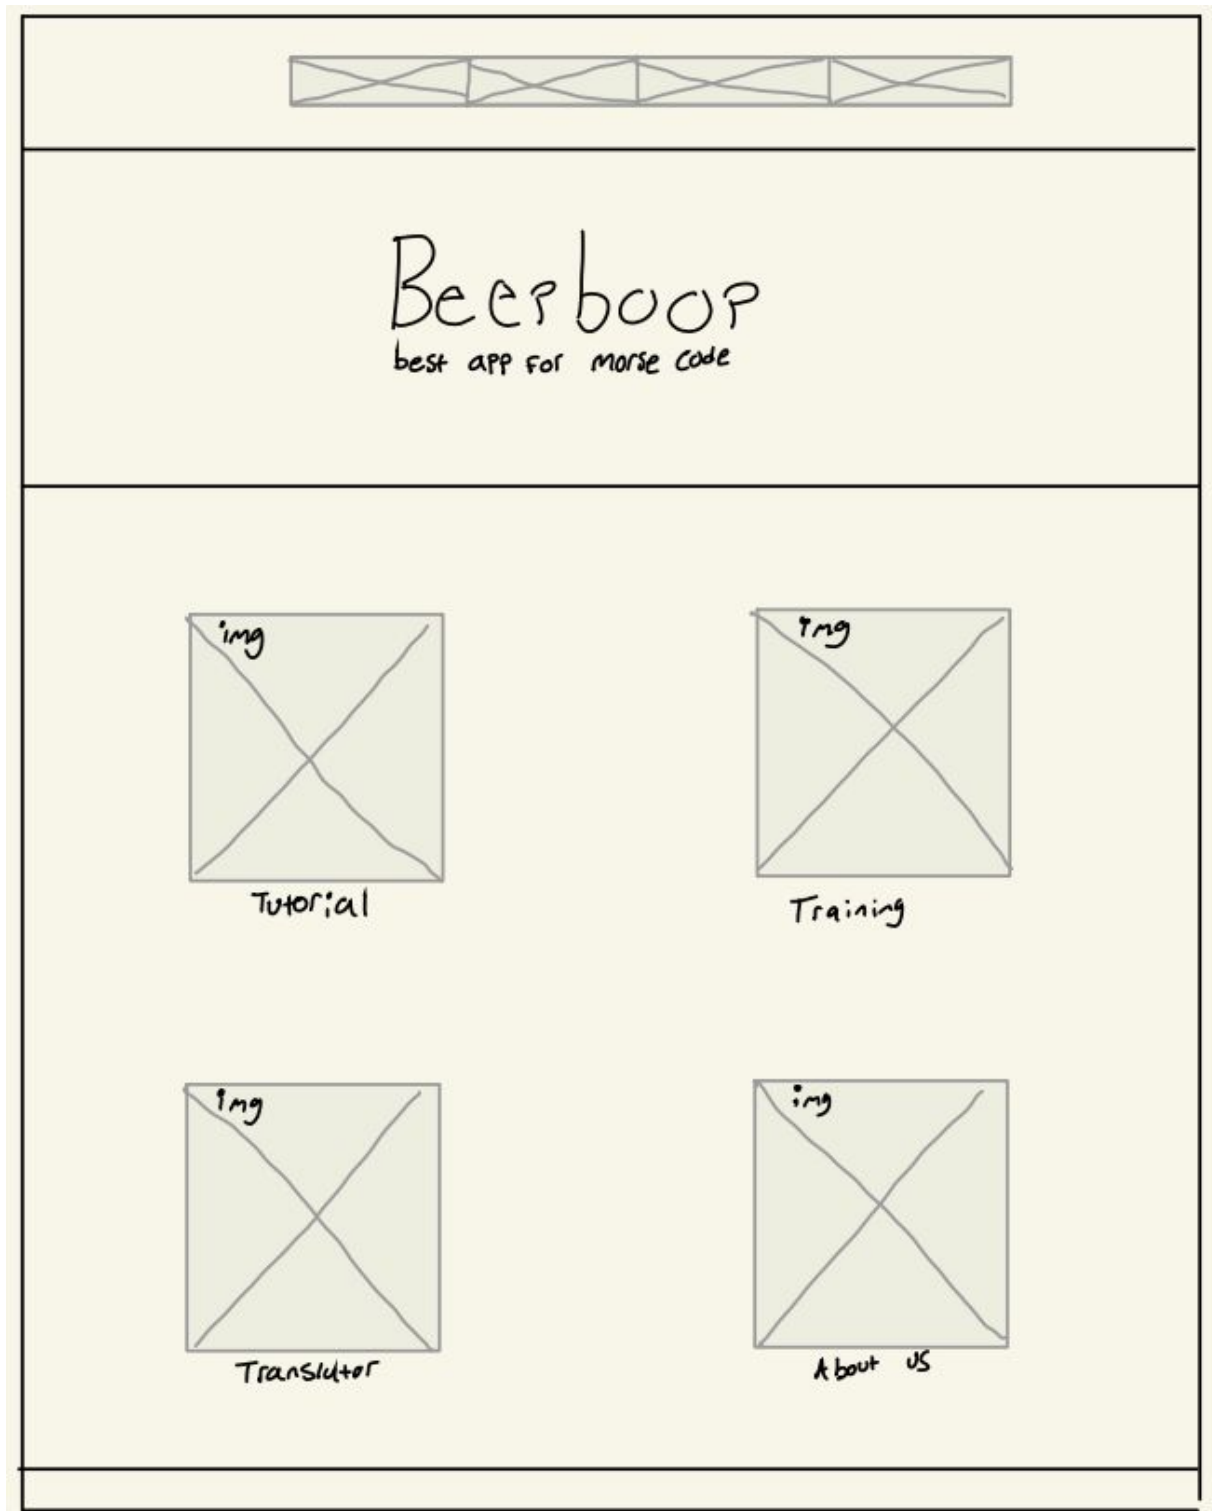 Beepboop
best app for morse code
img
img
Tutorial
Training
img
img
Translator
About us